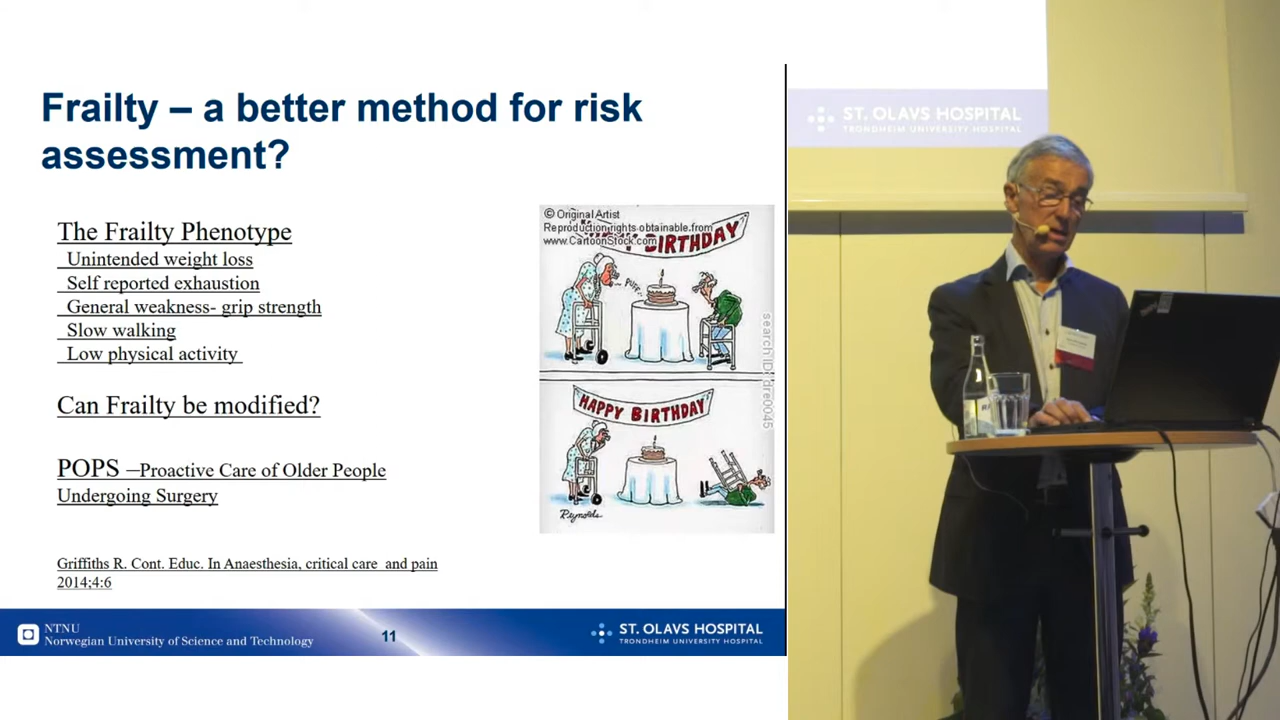 Frailty – a better method for risk
assessment?
The Frailty Phenotype
Unintended weight loss
Self reported exhaustion
General weakness- grip strength
Slow walking
Low physical activity
Can Frailty be modified?
POPS –Proactive Care of Older People
Undergoing Surgery
Griffiths R. Cont. Educ. In Anaesthesia, critical care and pain
2014;4:6
© Original Artist
Reproduction rights obtainable from
www.CartoonStock.com
BIRTHDAY
PUFF..
search ID: dre0045
HAPPY BIRTHDAY
Reynolds
NTNU
Norwegian University of Science and Technology
11
ST. OLAVS HOSPITAL
TRONDHEIM UNIVERSITY HOSPITAL
ST. OLAVS HOSPITAL
TRONDHEIM UNIVERSITY HOSPITAL